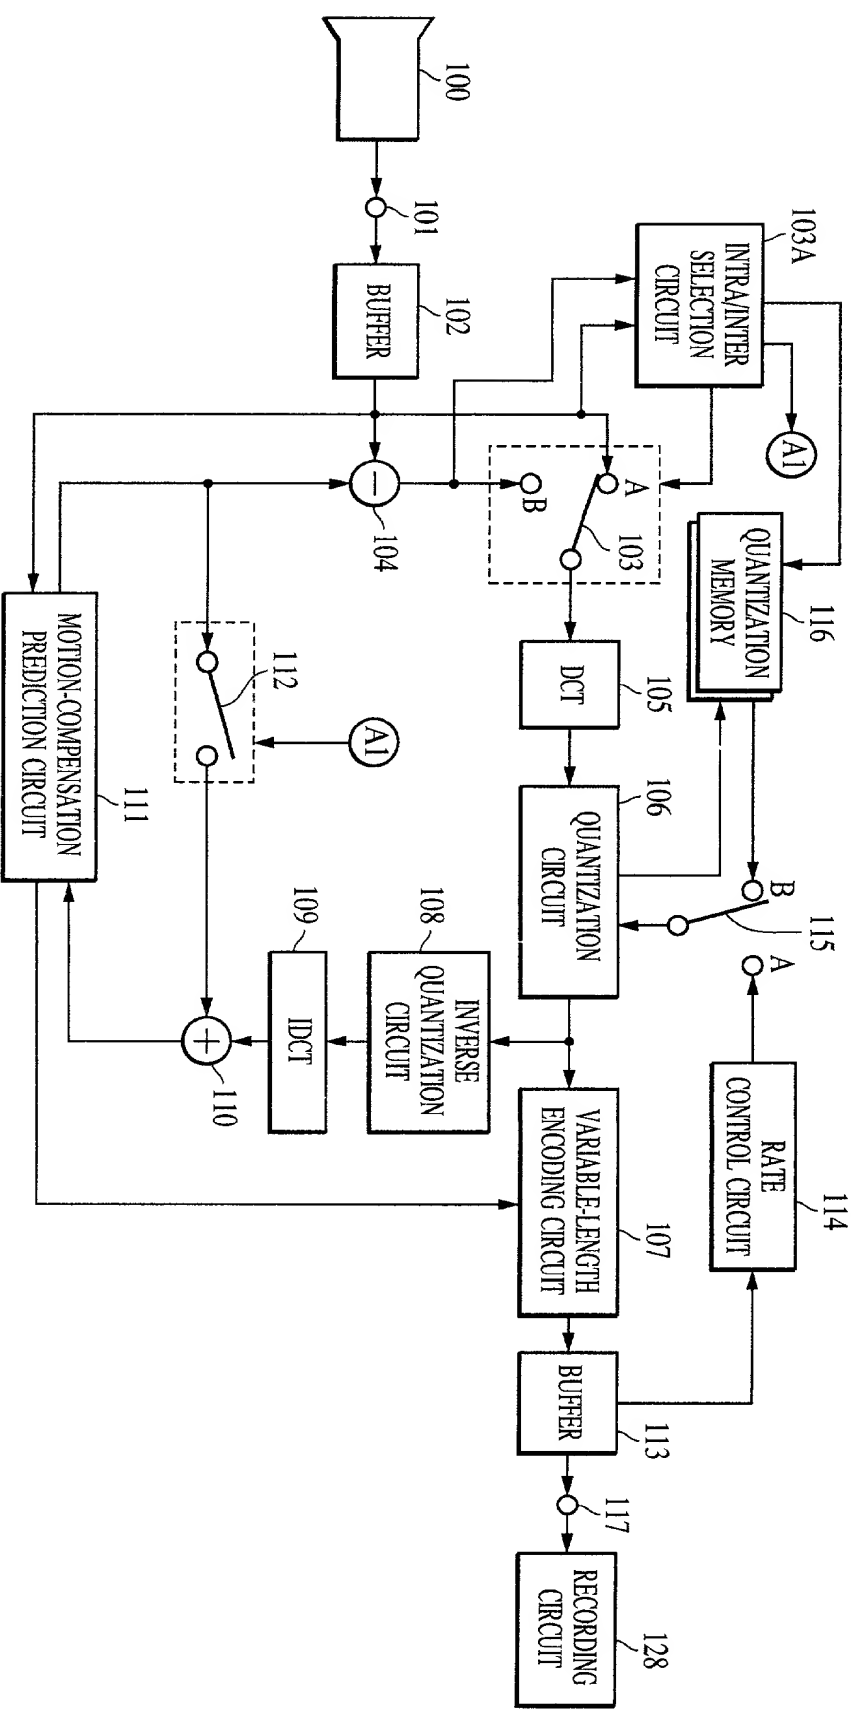 100
101
BUFFER
102
INTRA/INTER
SELECTION
CIRCUIT
103A
A1
104
−
A
B
103
QUANTIZATION
MEMORY
116
DCT
105
QUANTIZATION
CIRCUIT
106
B
A
115
RATE
CONTROL CIRCUIT
114
MOTION-COMPENSATION
PREDICTION CIRCUIT
111
112
A1
INVERSE
QUANTIZATION
CIRCUIT
108
IDCT
109
+
110
VARIABLE-LENGTH
ENCODING CIRCUIT
107
BUFFER
113
117
RECORDING
CIRCUIT
128